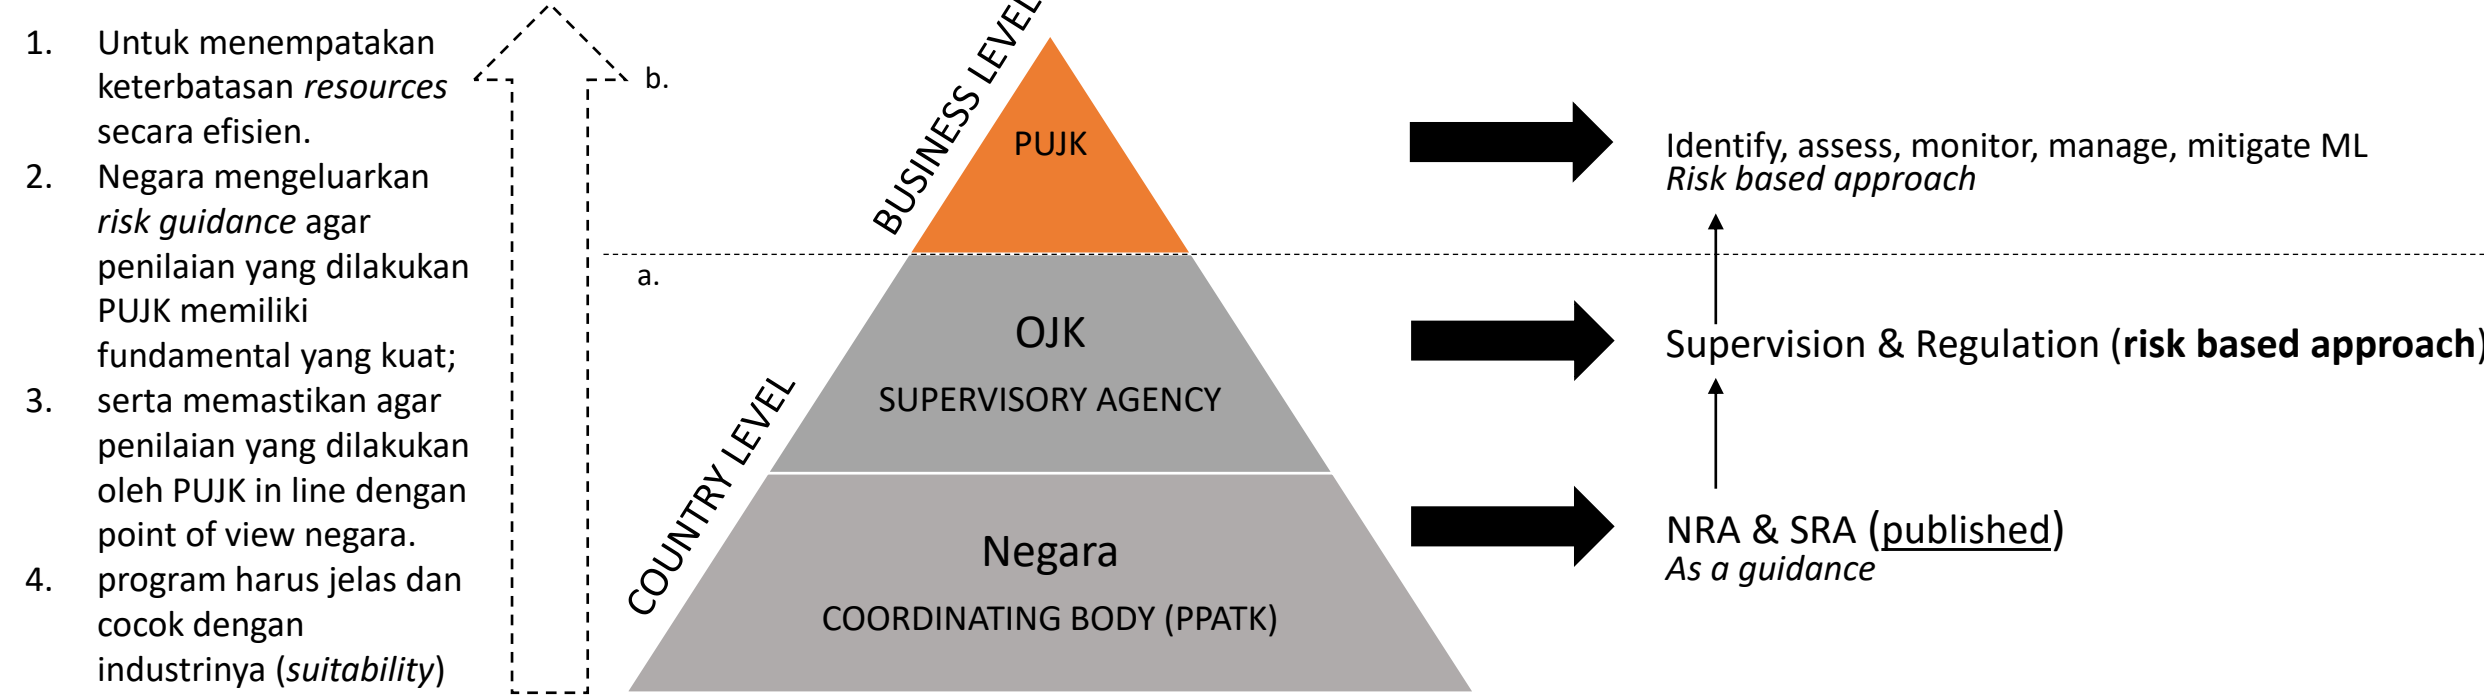 1. Untuk menempatakan
keterbatasan resources
secara efisien.
2. Negara mengeluarkan
risk guidance agar
penilaian yang dilakukan
PUJK memiliki
fundamental yang kuat;
3. serta memastikan agar
penilaian yang dilakukan
oleh PUJK in line dengan
point of view negara.
4. program harus jelas dan
cocok dengan
industrinya (suitability)
b.
a.
BUSINESS LEVEL
COUNTRY LEVEL
PUJK
OJK
SUPERVISORY AGENCY
Negara
COORDINATING BODY (PPATK)
Identify, assess, monitor, manage, mitigate ML
Risk based approach
Supervision & Regulation (risk based approach)
NRA & SRA (published)
As a guidance